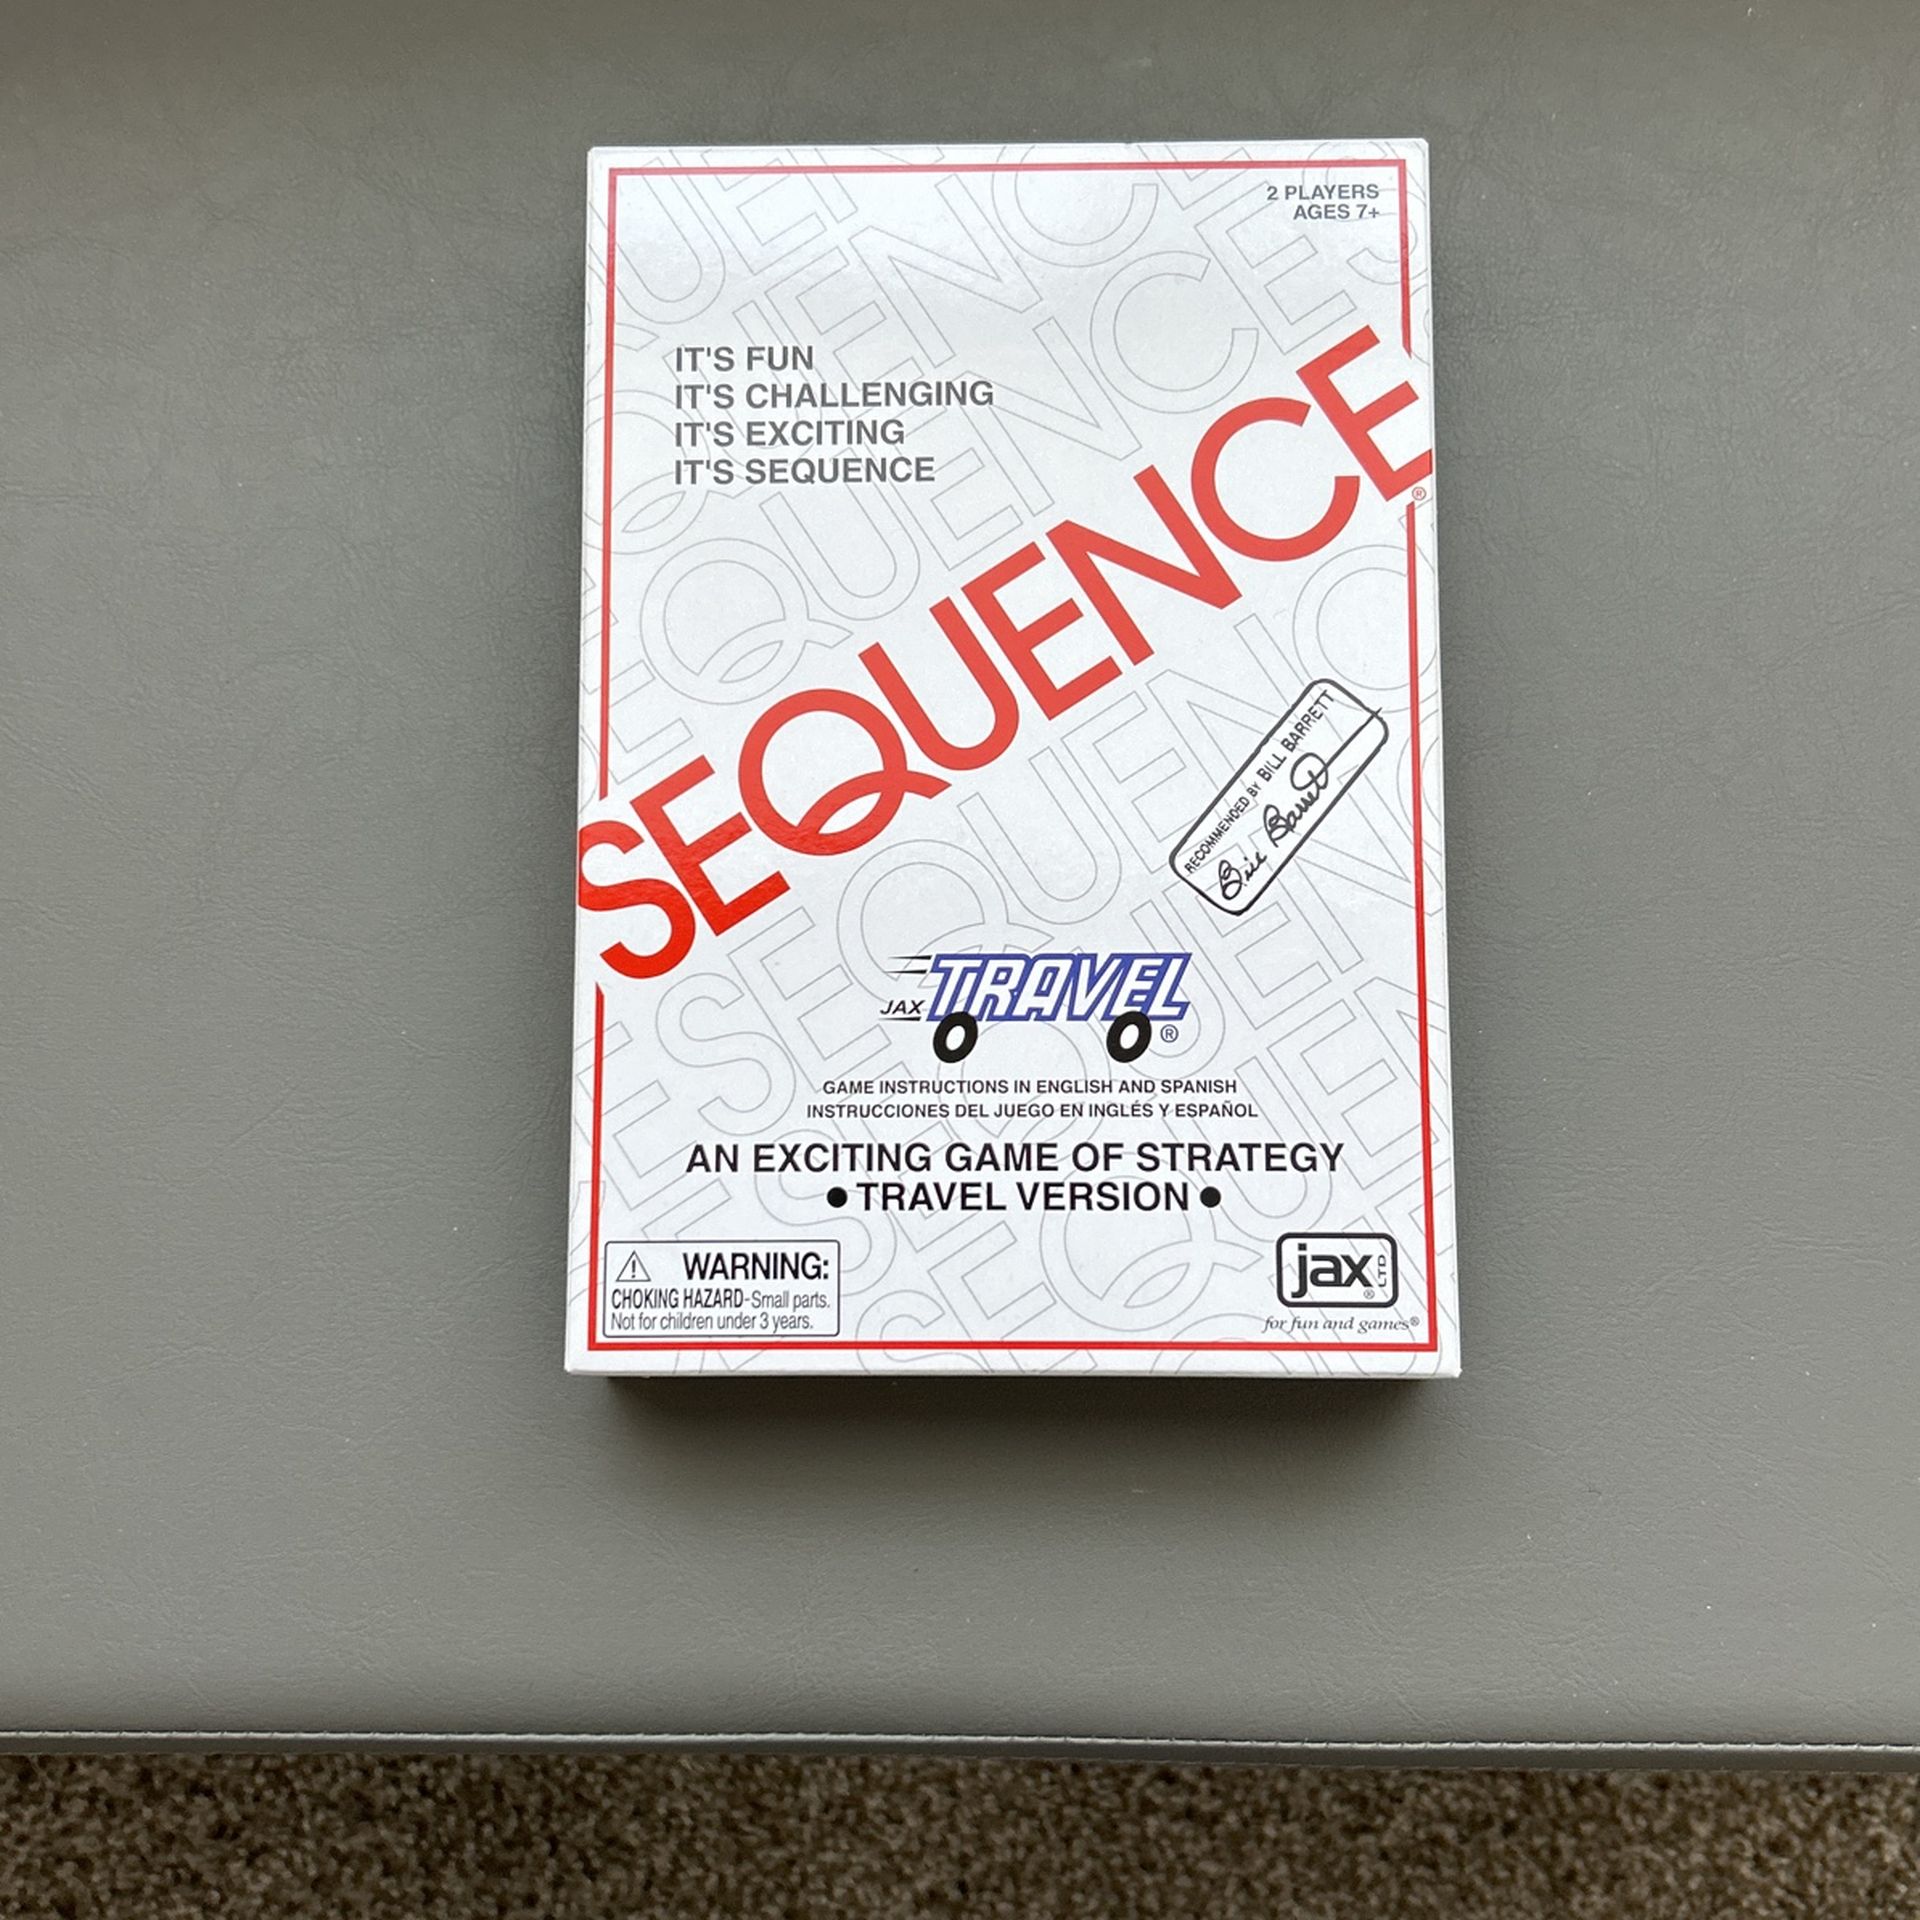 2 PLAYERS
AGES 7+
IT'S FUN
IT'S CHALLENGING
IT'S EXCITING
IT'S SEQUENCE
SEQUENCE®
RECOMMENDED BY BILL BARRETT
Bill Barrett
JAX TRAVEL®
GAME INSTRUCTIONS IN ENGLISH AND SPANISH
INSTRUCCIONES DEL JUEGO EN INGLÉS Y ESPAÑOL
AN EXCITING GAME OF STRATEGY
• TRAVEL VERSION •
WARNING:
CHOKING HAZARD-Small parts.
Not for children under 3 years.
jax® LTD
for fun and games®